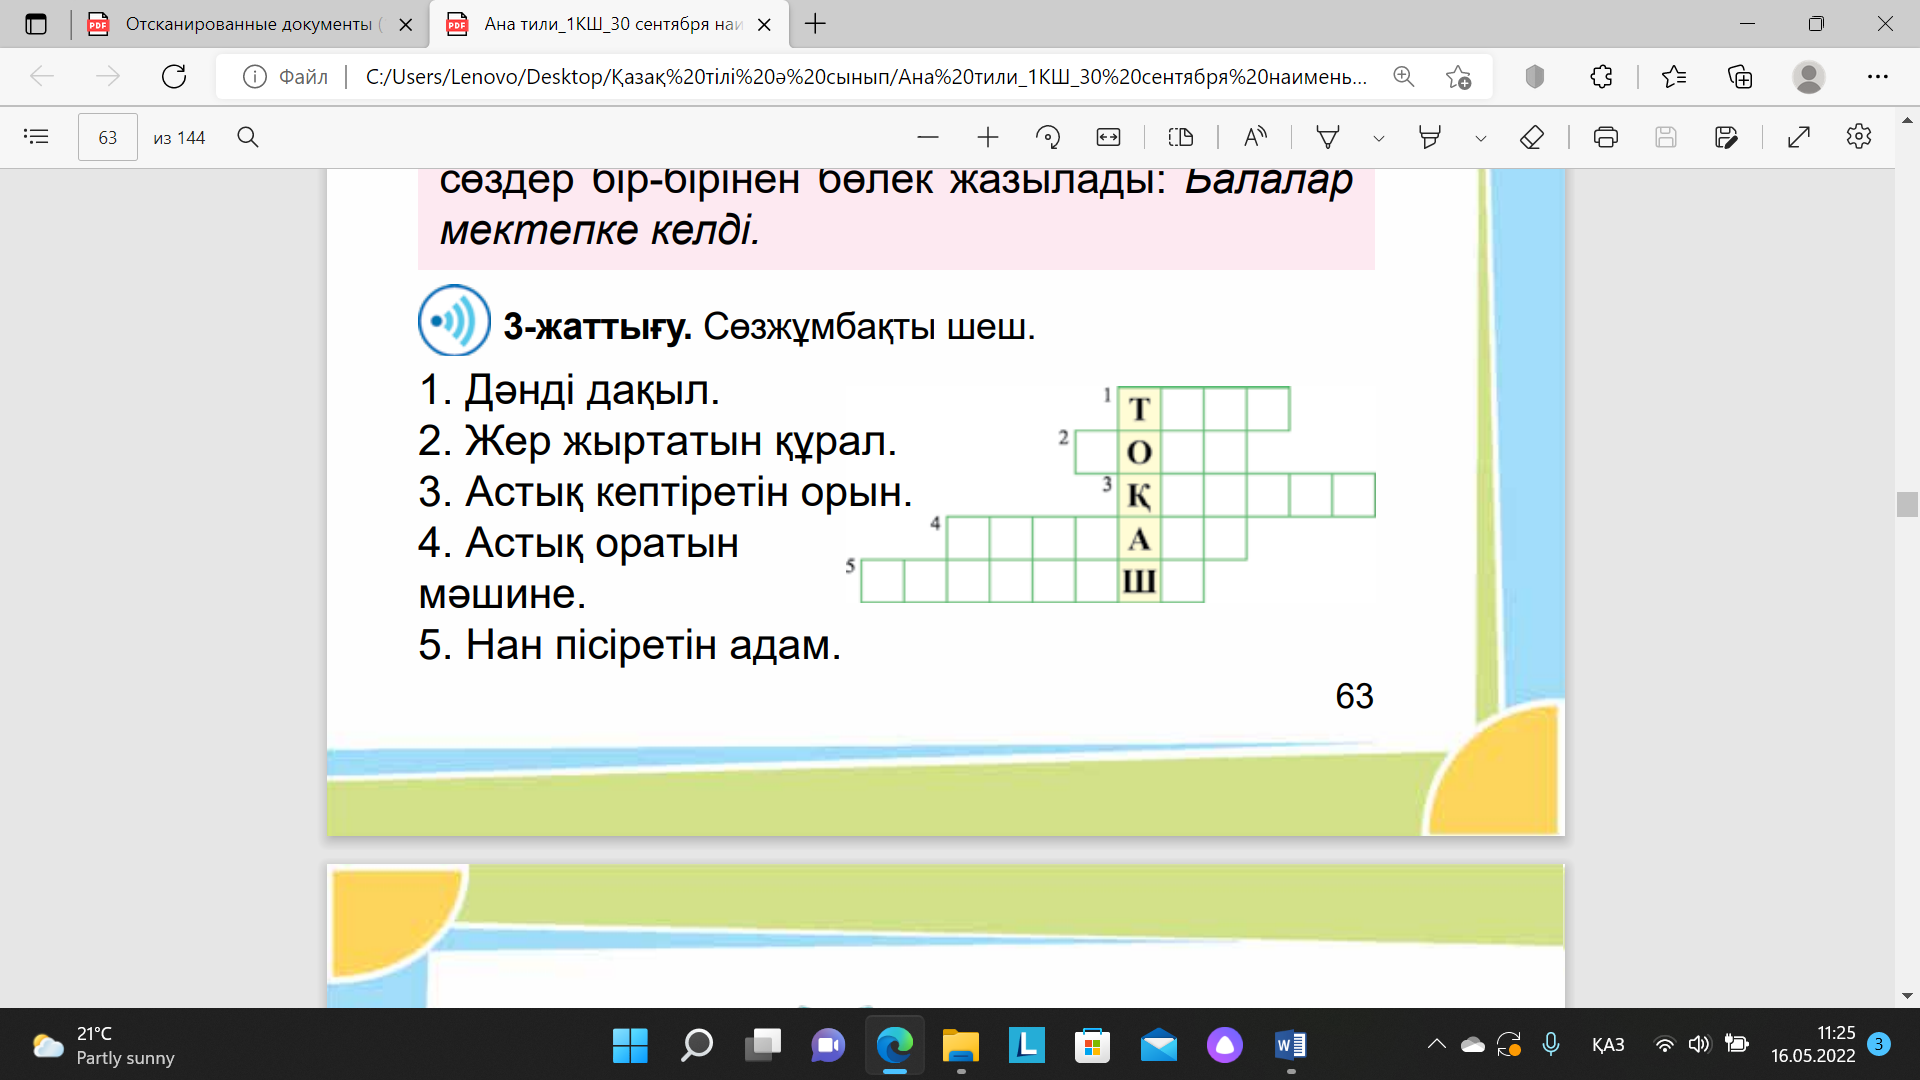 Отсканированные документы (
Ана тили_1КШ_30 сентября наи
Файл
C:/Users/Lenovo/Desktop/Қазақ%20тілі%20ә%20сынып/Ана%20тили_1КШ_30%20сентября%20наимень...
63 из 144
сөздер бір-бірінен бөлек жазылады: Балалар
мектепке келді.
3-жаттығу. Сөзжұмбақты шеш.
1. Дәнді дақыл.
2. Жер жыртатын құрал.
3. Астық кептіретін орын.
4. Астық оратын
мәшине.
5. Нан пісіретін адам.
1 Т
2 О
3 Қ
4 А
5 Ш
63
21°C
Partly sunny
ҚАЗ
11:25
16.05.2022
3